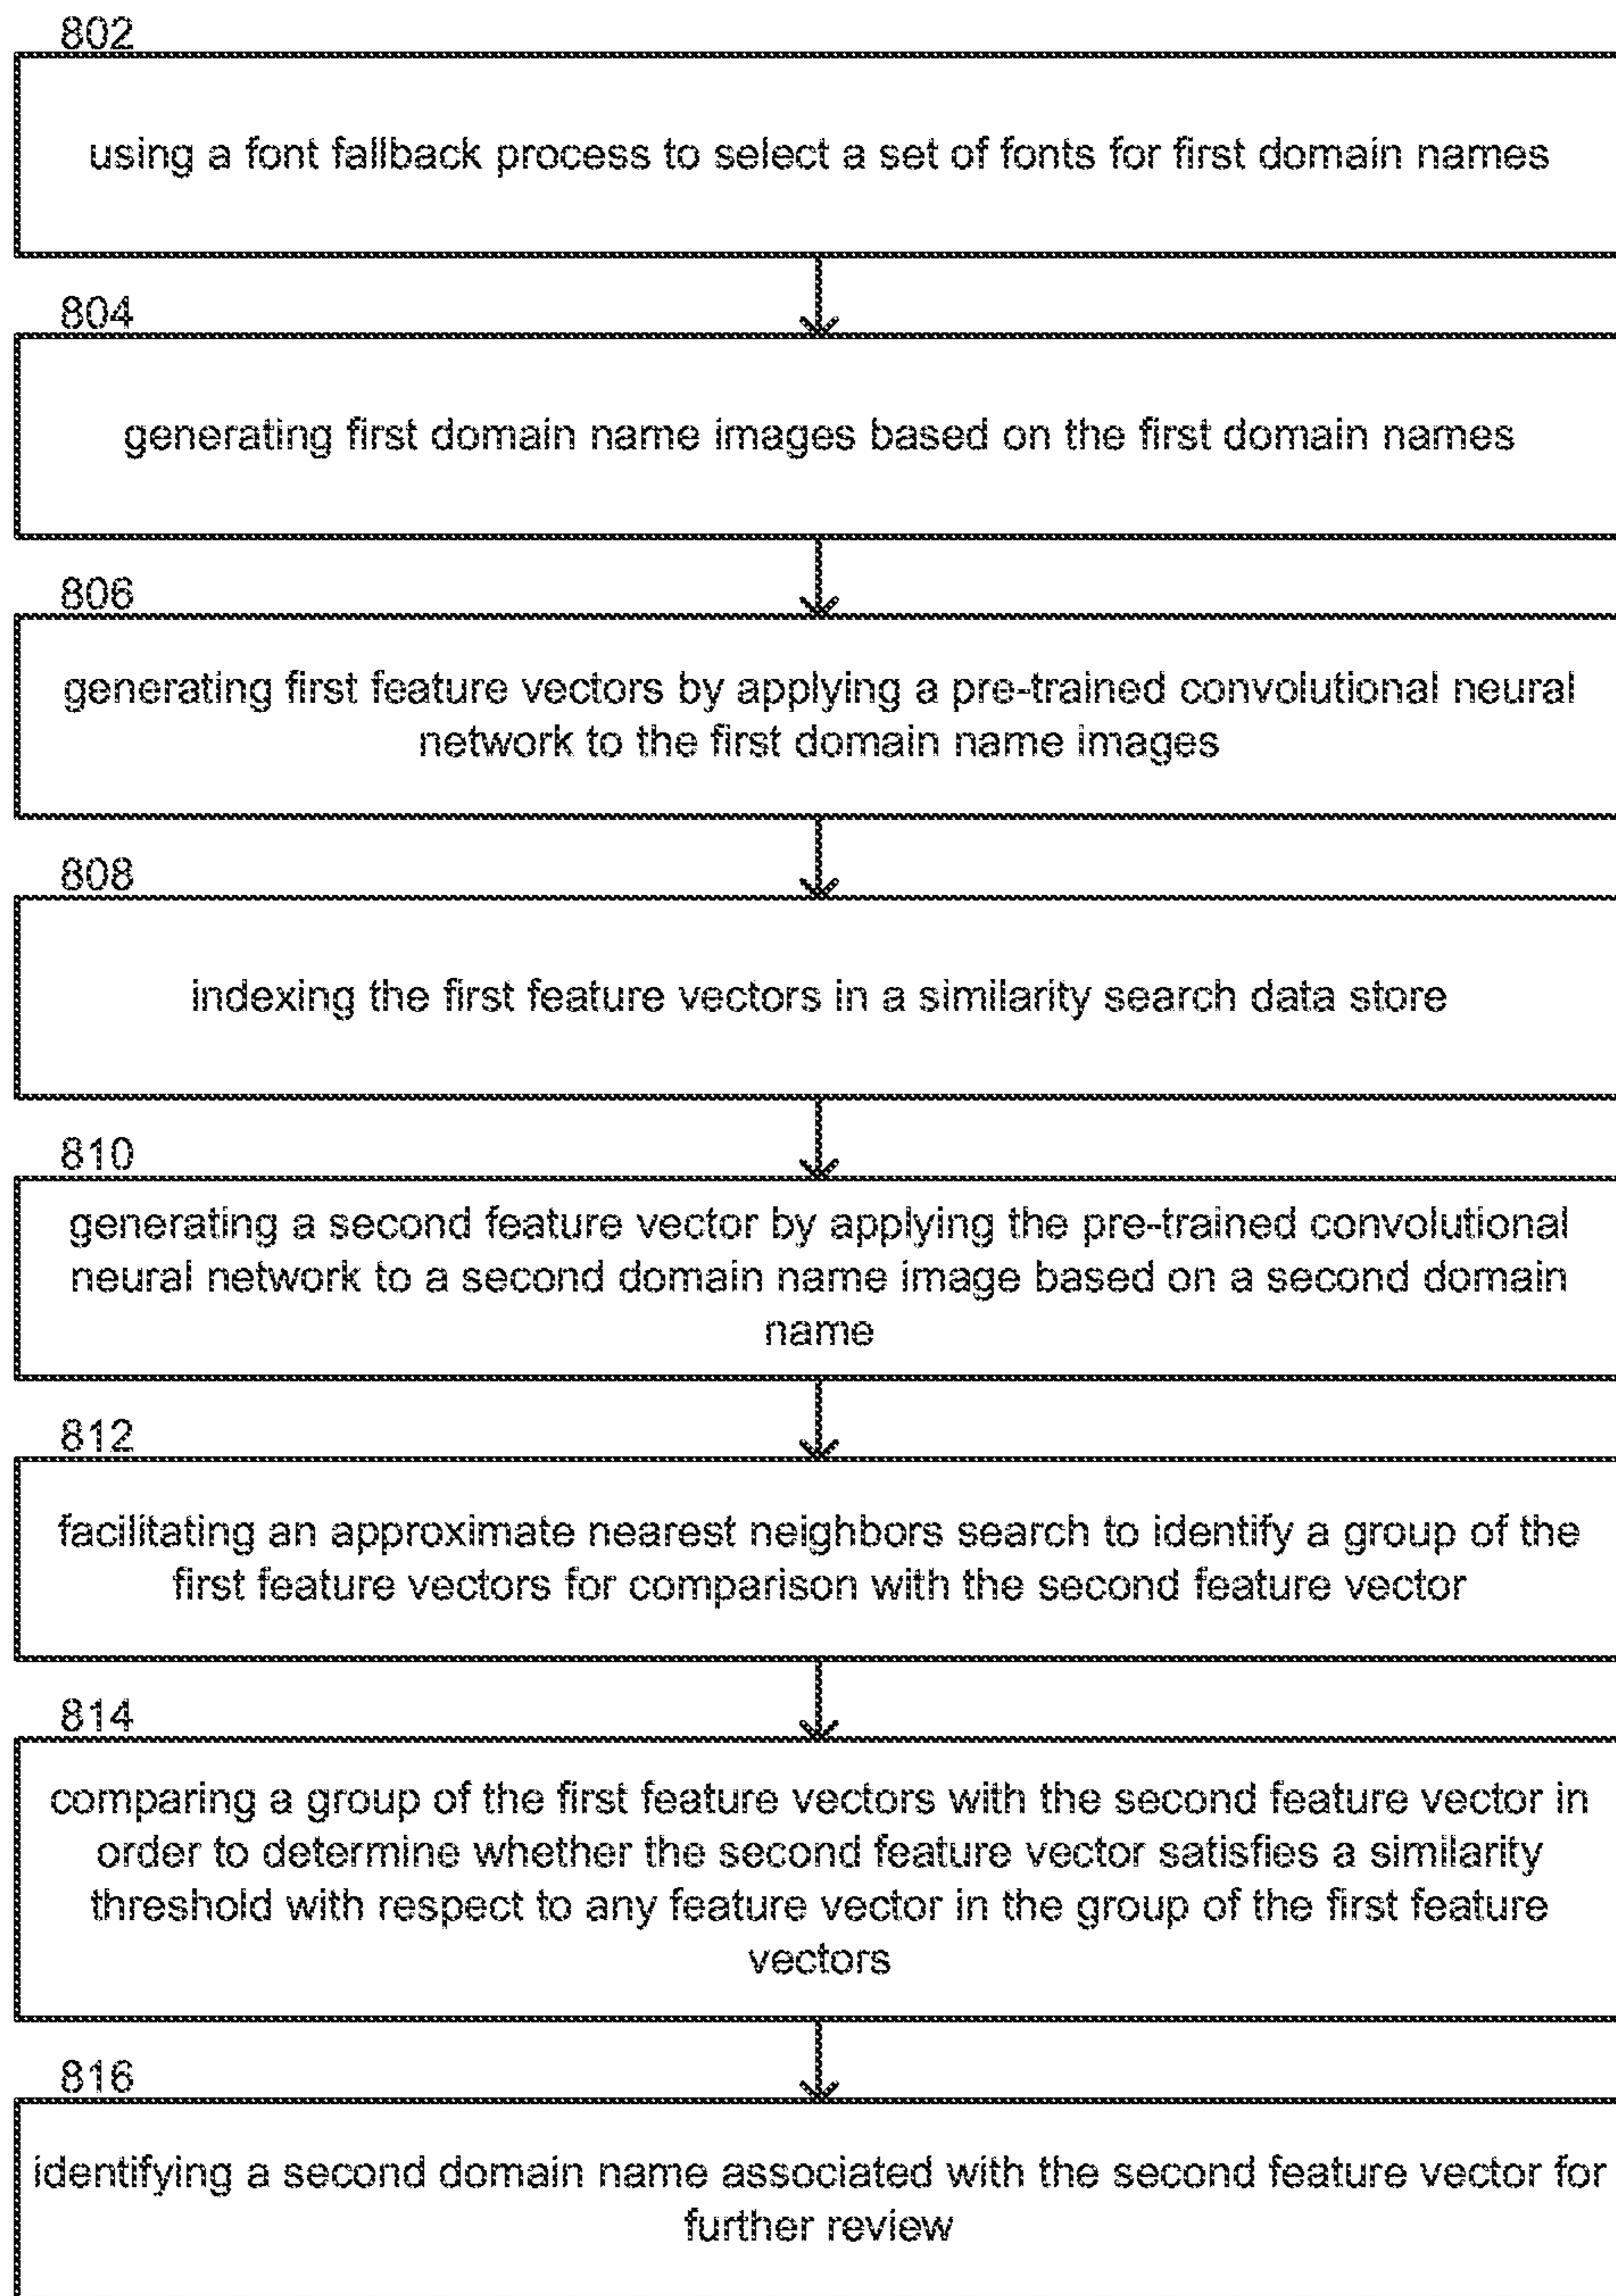 802
using a font fallback process to select a set of fonts for first domain names
804
generating first domain name images based on the first domain names
806
generating first feature vectors by applying a pre-trained convolutional neural
network to the first domain name images
808
indexing the first feature vectors in a similarity search data store
810
generating a second feature vector by applying the pre-trained convolutional
neural network to a second domain name image based on a second domain
name
812
facilitating an approximate nearest neighbors search to identify a group of the
first feature vectors for comparison with the second feature vector
814
comparing a group of the first feature vectors with the second feature vector in
order to determine whether the second feature vector satisfies a similarity
threshold with respect to any feature vector in the group of the first feature
vectors
816
identifying a second domain name associated with the second feature vector for
further review